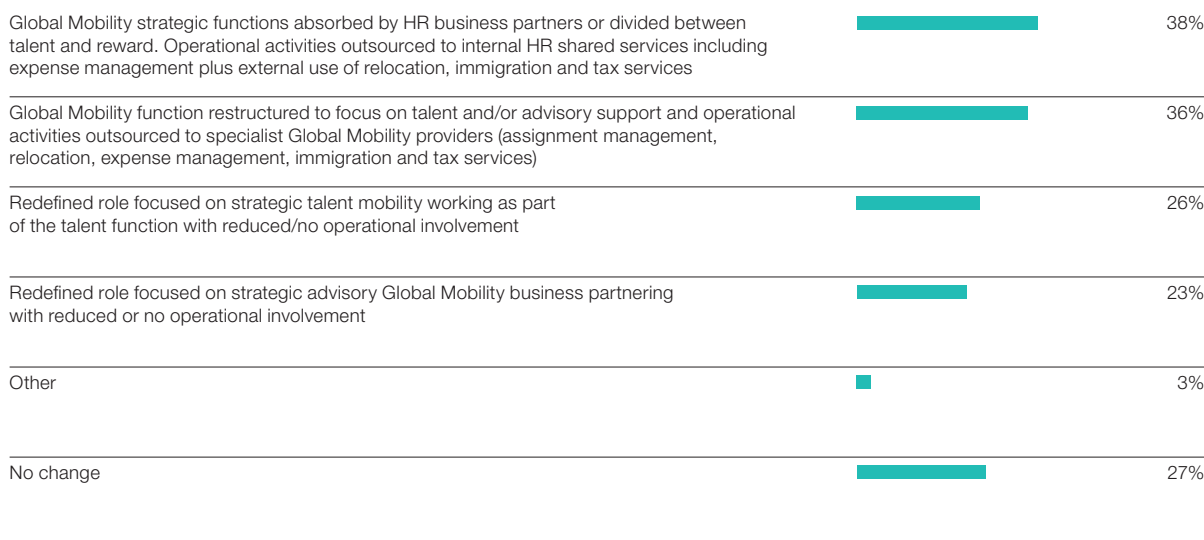 Global Mobility strategic functions absorbed by HR business partners or divided between 38%
talent and reward. Operational activities outsourced to internal HR shared services including
expense management plus external use of relocation, immigration and tax services
Global Mobility function restructured to focus on talent and/or advisory support and operational 36%
activities outsourced to specialist Global Mobility providers (assignment management,
relocation, expense management, immigration and tax services)
Redefined role focused on strategic talent mobility working as part 26%
of the talent function with reduced/no operational involvement
Redefined role focused on strategic advisory Global Mobility business partnering 23%
with reduced or no operational involvement
Other 3%
No change 27%